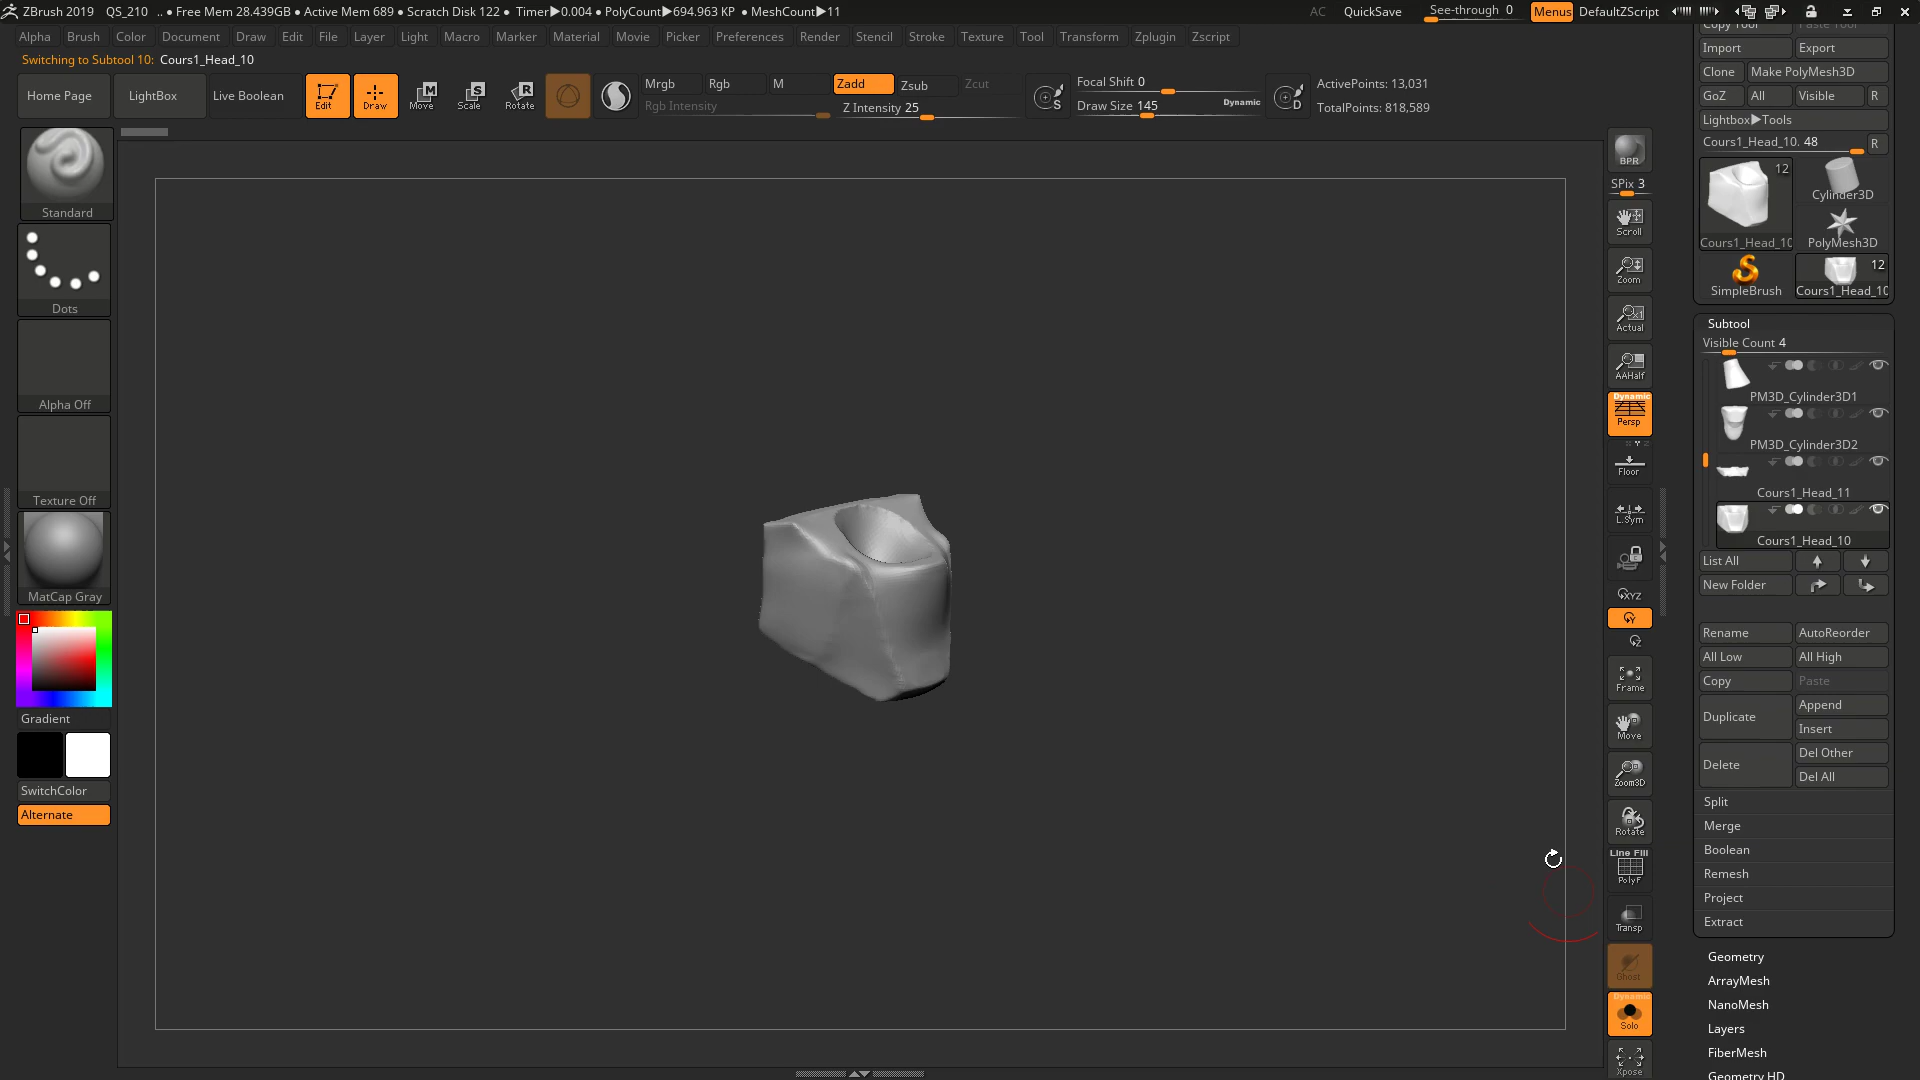 ZBrush 2019 QS_210 .. • Free Mem 28.439GB • Active Mem 689 • Scratch Disk 122 • Timer▶0.004 • PolyCount▶694.963 KP • MeshCount▶11 AC QuickSave See-through 0 Menus DefaultZScript
Alpha Brush Color Document Draw Edit File Layer Light Macro Marker Material Movie Picker Preferences Render Stencil Stroke Texture Tool Transform Zplugin Zscript
Switching to Subtool 10: Cours1_Head_10
Home Page LightBox Live Boolean Edit Draw Move Scale Rotate
Mrgb Rgb M Zadd Zsub Zcut
Rgb Intensity Z Intensity 25
Focal Shift 0
Draw Size 145 Dynamic
ActivePoints: 13,031
TotalPoints: 818,589
Standard
Dots
Alpha Off
Texture Off
MatCap Gray
Gradient
SwitchColor
Alternate
BPR
SPix 3
Scroll
Zoom
Actual
AAHalf
Dynamic
Persp
Floor
L.Sym
XYZ
Y
Z
Frame
Move
Zoom3D
Rotate
Line Fill
PolyF
Transp
Ghost
Dynamic
Solo
Xpose
Copy Tool Paste Tool
Import Export
Clone Make PolyMesh3D
GoZ All Visible R
Lightbox▶Tools
Cours1_Head_10. 48 R
12
Cylinder3D
Cours1_Head_10 PolyMesh3D
12
SimpleBrush Cours1_Head_10
Subtool
Visible Count 4
PM3D_Cylinder3D1
PM3D_Cylinder3D2
Cours1_Head_11
Cours1_Head_10
List All
New Folder
Rename AutoReorder
All Low All High
Copy Paste
Duplicate Append
Insert
Delete Del Other
Del All
Split
Merge
Boolean
Remesh
Project
Extract
Geometry
ArrayMesh
NanoMesh
Layers
FiberMesh
Geometry HD